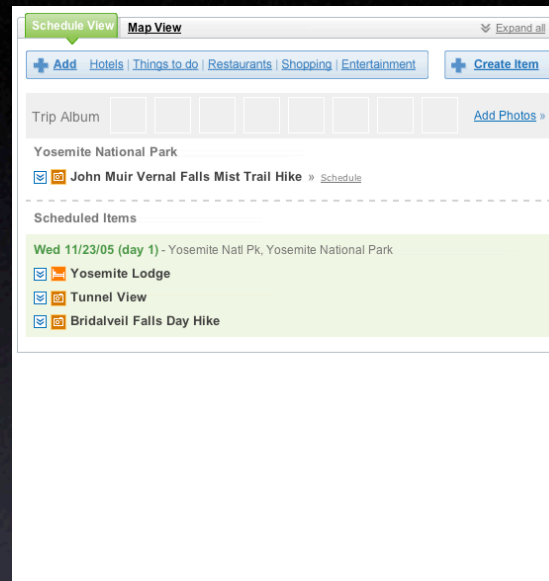 Schedule View Map View Expand all
Add Hotels | Things to do | Restaurants | Shopping | Entertainment Create Item
Trip Album Add Photos »
Yosemite National Park
John Muir Vernal Falls Mist Trail Hike » Schedule
Scheduled Items
Wed 11/23/05 (day 1) - Yosemite Natl Pk, Yosemite National Park
Yosemite Lodge
Tunnel View
Bridalveil Falls Day Hike